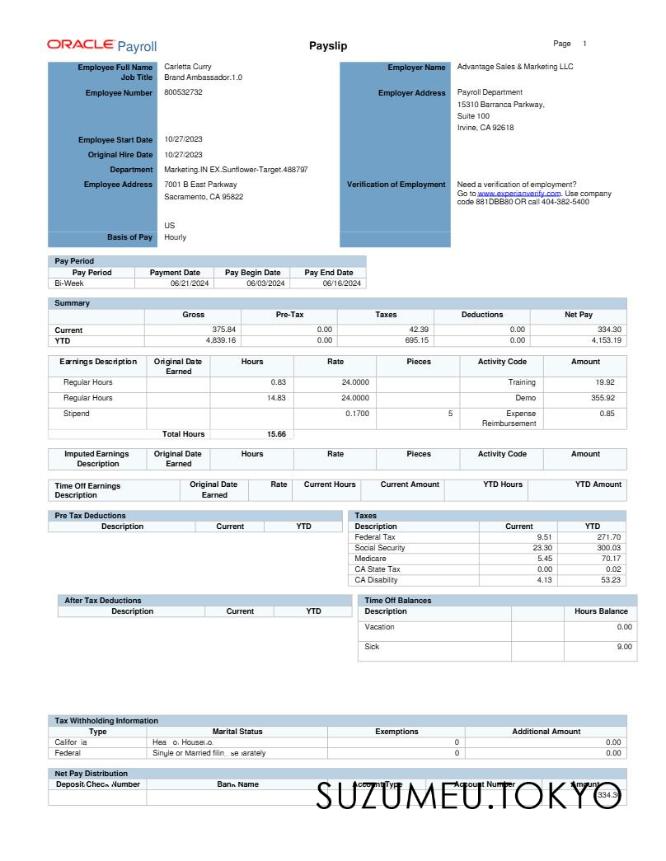 ORACLE Payroll Payslip Page 1
Employee Full Name Carletta Curry Employer Name Advantage Sales & Marketing LLC
Job Title Brand Ambassador.1.0
Employee Number 800532732 Employer Address Payroll Department
15310 Barranca Parkway,
Suite 100
Irvine, CA 92618
Employee Start Date 10/27/2023
Original Hire Date 10/27/2023
Department Marketing.IN EX.Sunflower-Target.488797
Employee Address 7001 B East Parkway Verification of Employment Need a verification of employment?
Sacramento, CA 95822 Go to www.experianverify.com. Use company
code 881DBB80 OR call 404-382-5400
US
Basis of Pay Hourly
Pay Period
Pay Period Payment Date Pay Begin Date Pay End Date
Bi-Week 06/21/2024 06/03/2024 06/16/2024
Summary
Gross Pre-Tax Taxes Deductions Net Pay
Current 375.84 0.00 42.39 0.00 334.30
YTD 4,839.16 0.00 695.15 0.00 4,153.19
Earnings Description Original Date Earned Hours Rate Pieces Activity Code Amount
Regular Hours 0.83 24.0000 Training 19.92
Regular Hours 14.83 24.0000 Demo 355.92
Stipend 0.1700 5 Expense Reimbursement 0.85
Total Hours 15.66
Imputed Earnings Description Original Date Earned Hours Rate Pieces Activity Code Amount
Time Off Earnings Description Original Date Earned Rate Current Hours Current Amount YTD Hours YTD Amount
Pre Tax Deductions
Description Current YTD
Taxes
Description Current YTD
Federal Tax 9.51 271.70
Social Security 23.30 300.03
Medicare 5.45 70.17
CA State Tax 0.00 0.02
CA Disability 4.13 53.23
After Tax Deductions
Description Current YTD
Time Off Balances
Description Hours Balance
Vacation 0.00
Sick 9.00
Tax Withholding Information
Type Marital Status Exemptions Additional Amount
0 0.00
Federal Single or Married 0 0.00
Net Pay Distribution
Deposit Check Number Bank Name Account Type Account Number Amount
334.30
SUZUMEU.TOKYO